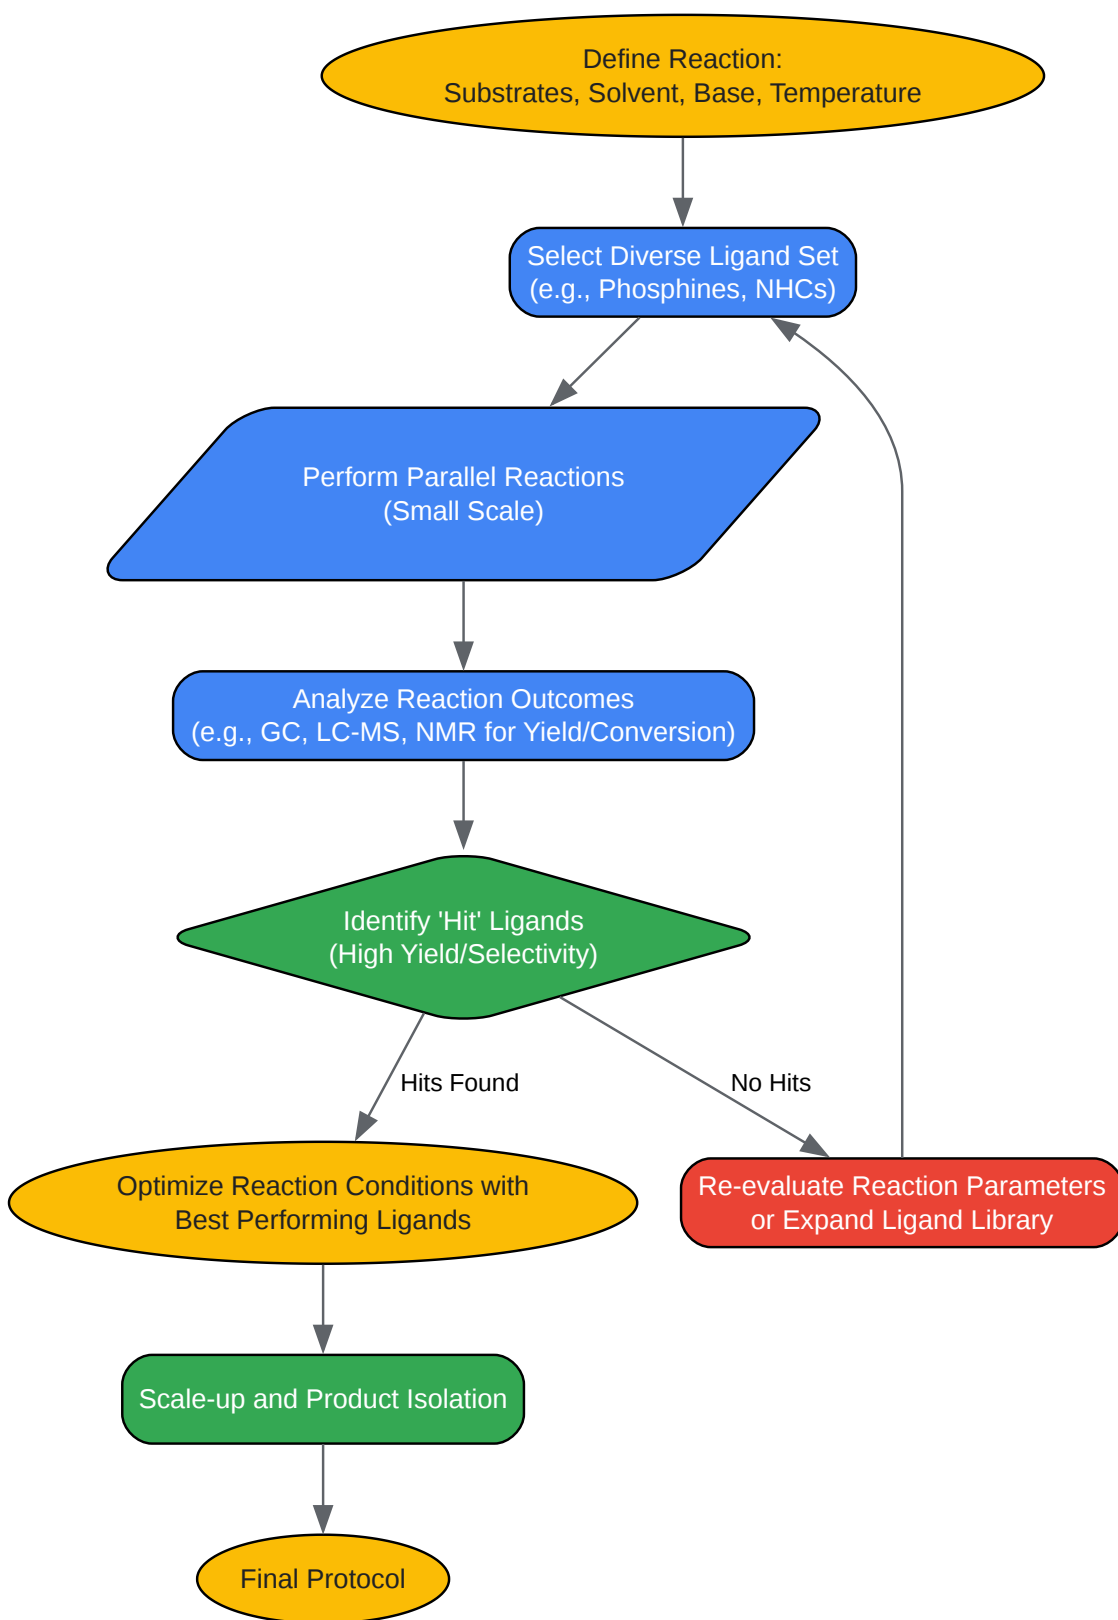 Define Reaction:
Substrates, Solvent, Base, Temperature
Select Diverse Ligand Set
(e.g., Phosphines, NHCs)
Perform Parallel Reactions
(Small Scale)
Analyze Reaction Outcomes
(e.g., GC, LC-MS, NMR for Yield/Conversion)
Identify 'Hit' Ligands
(High Yield/Selectivity)
Hits Found
No Hits
Optimize Reaction Conditions with
Best Performing Ligands
Re-evaluate Reaction Parameters
or Expand Ligand Library
Scale-up and Product Isolation
Final Protocol